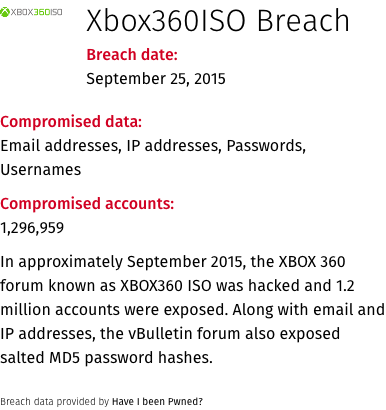 XBOX360ISO
Xbox360ISO Breach
Breach date:
September 25, 2015
Compromised data:
Email addresses, IP addresses, Passwords,
Usernames
Compromised accounts:
1,296,959
In approximately September 2015, the XBOX 360
forum known as XBOX360 ISO was hacked and 1.2
million accounts were exposed. Along with email and
IP addresses, the vBulletin forum also exposed
salted MD5 password hashes.
Breach data provided by Have I been Pwned?